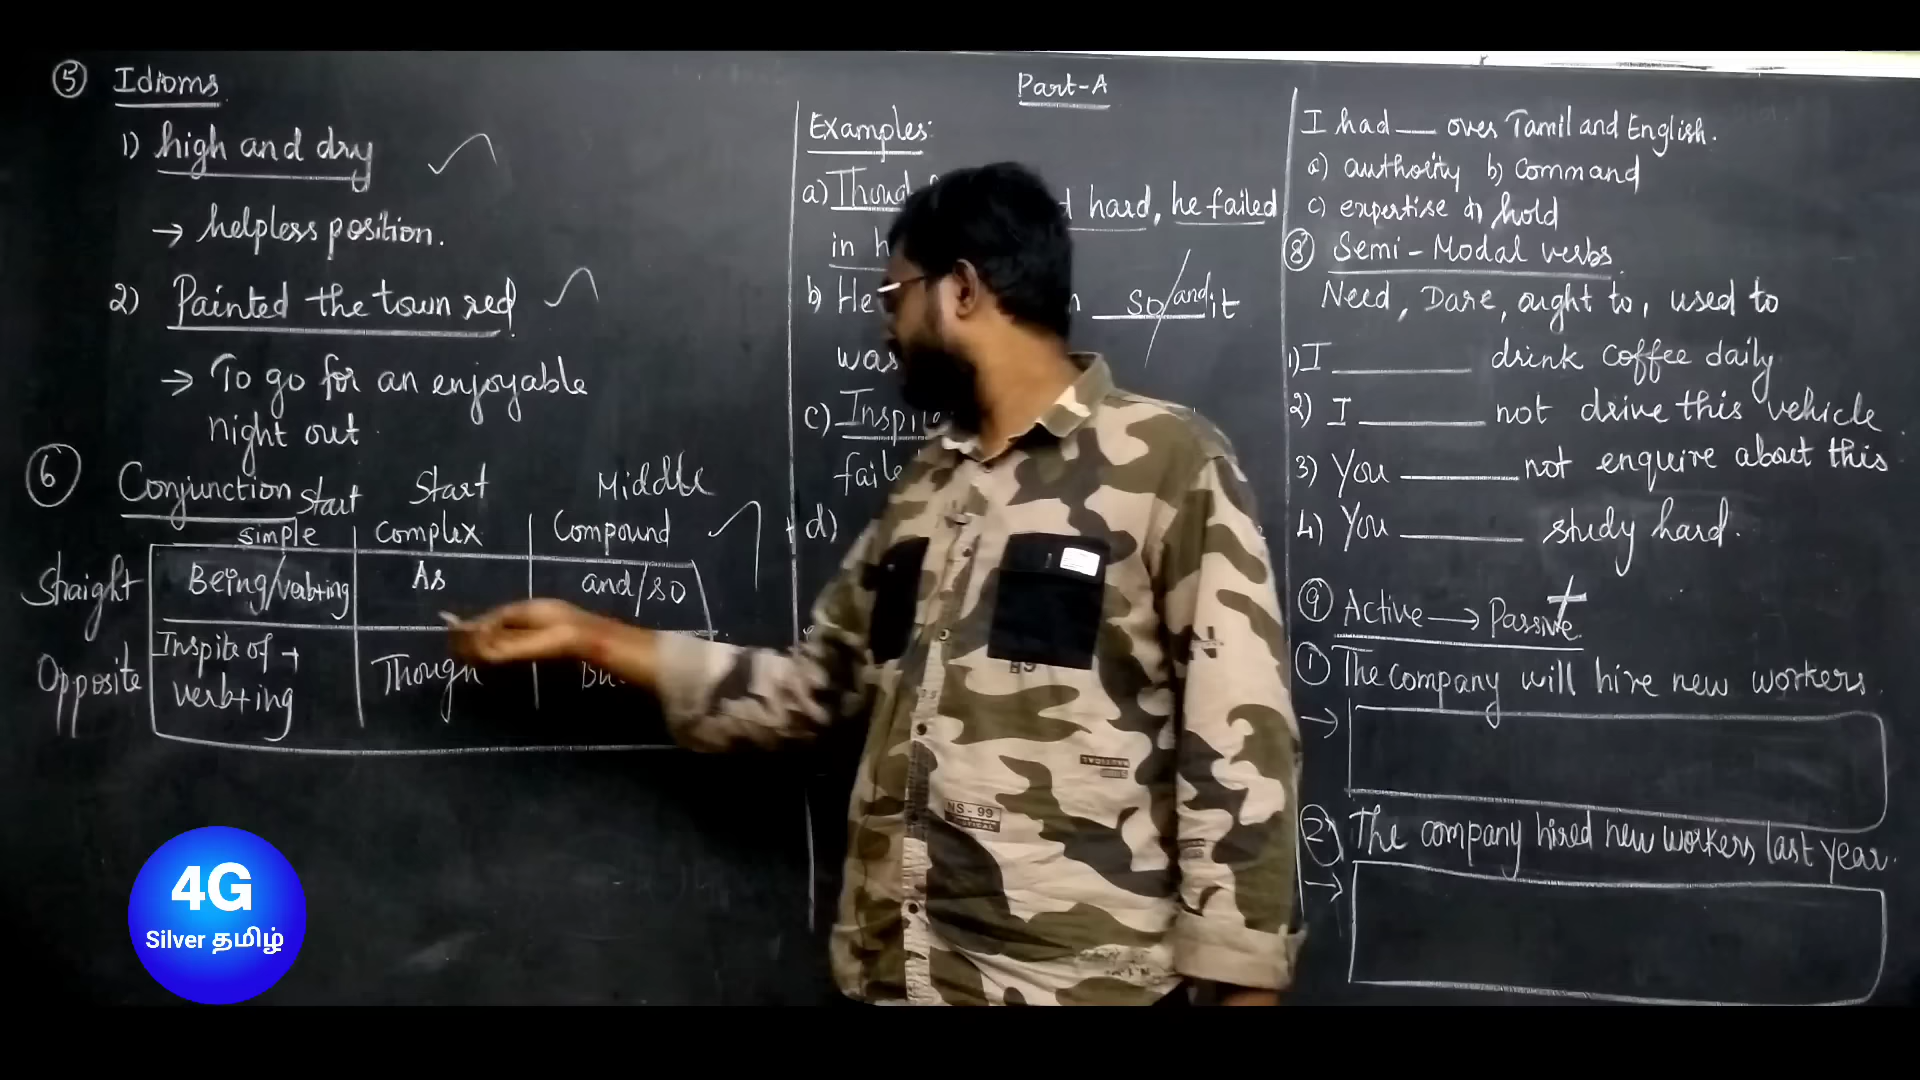 ⑤ Idioms
1) high and dry
→ helpless position.
2) Painted the town red
→ To go for an enjoyable
night out
⑥ Conjunction
Start Start Middle
simple Complex Compound
Straight Being/verb+ing As and/so
Opposite Inspite of + Though
verb+ing
Part-A
Examples:
a) hard, he failed
in
b) He so/and it
was
c)
d)
I had __ over Tamil and English.
a) authority b) Command
c) expertise d) hold
⑧ Semi-Modal verbs
Need, Dare, ought to, used to
1) I ______ drink coffee daily
2) I ______ not drive this vehicle
3) You ______ not enquire about this
4) You ______ study hard.
⑨ Active → Passive
① The company will hire new workers.
→
② The company hired new workers last year.
→
NS-99
4G
Silver தமிழ்